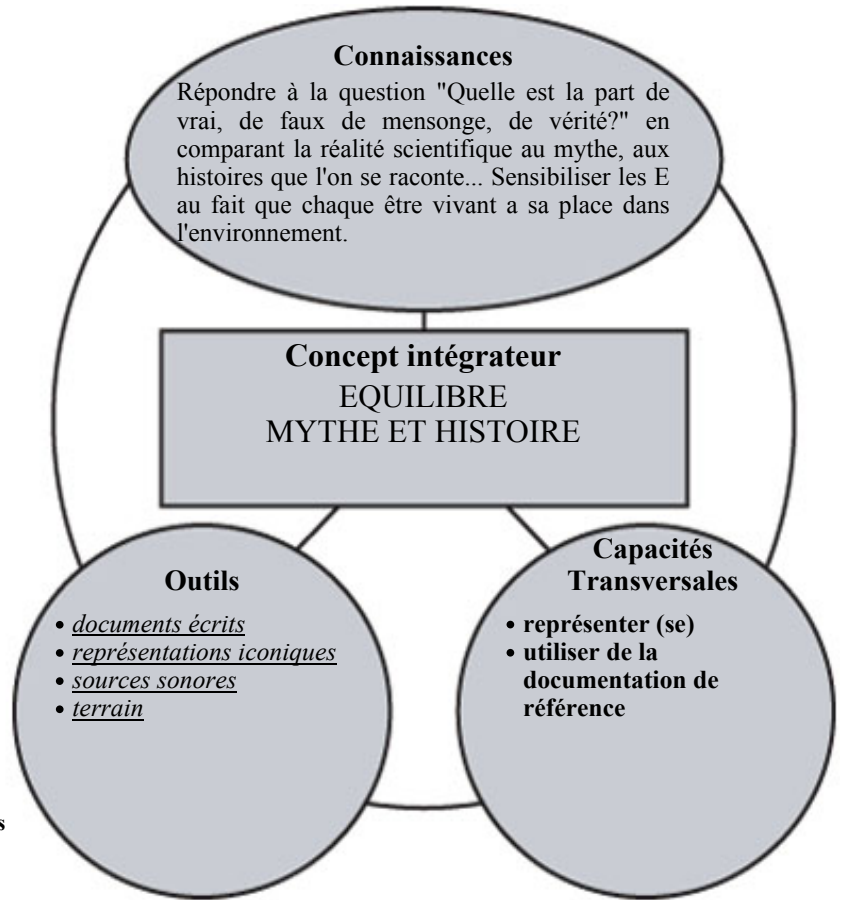 Connaissances
Répondre à la question "Quelle est la part de
vrai, de faux de mensonge, de vérité?" en
comparant la réalité scientifique au mythe, aux
histoires que l'on se raconte... Sensibiliser les E
au fait que chaque être vivant a sa place dans
l'environnement.
Concept intégrateur
EQUILIBRE
MYTHE ET HISTOIRE
Outils
• documents écrits
• représentations iconiques
• sources sonores
• terrain
Capacités
Transversales
• représenter (se)
• utiliser de la
documentation de
référence
s